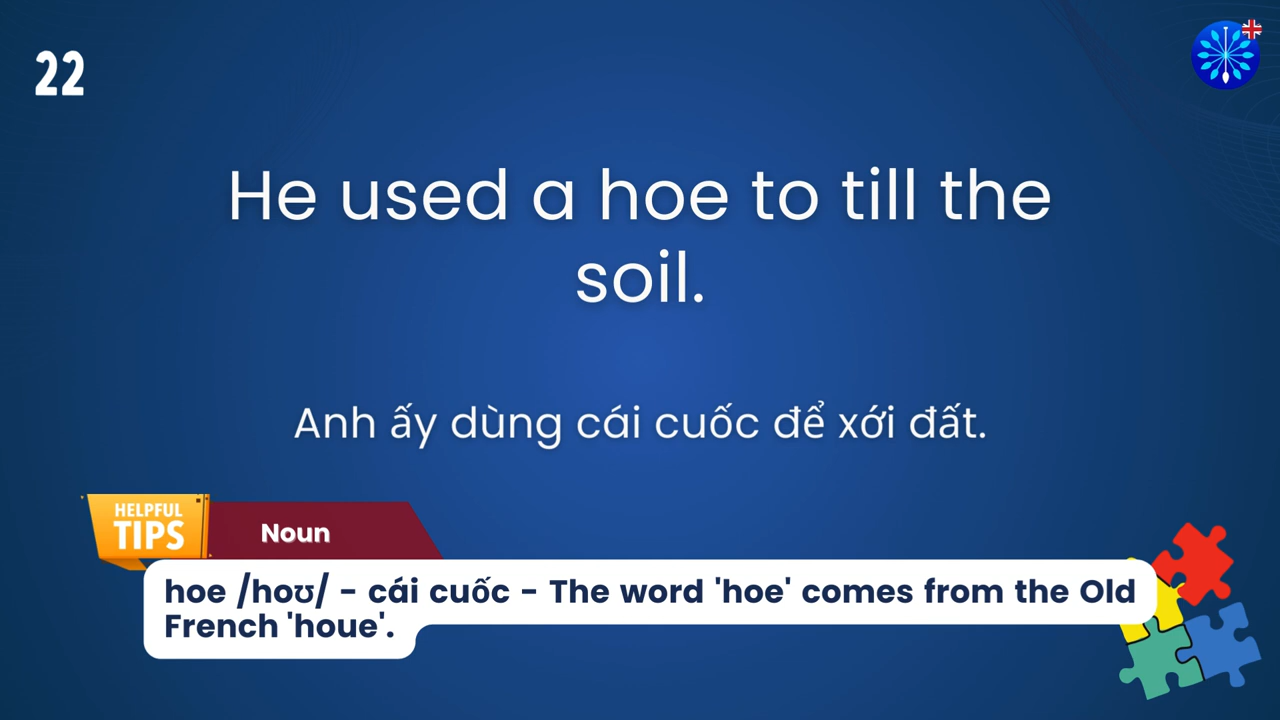 22
He used a hoe to till the
soil.
Anh ấy dùng cái cuốc để xới đất.
HELPFUL
TIPS
Noun
hoe /hoʊ/ - cái cuốc - The word 'hoe' comes from the Old
French 'houe'.